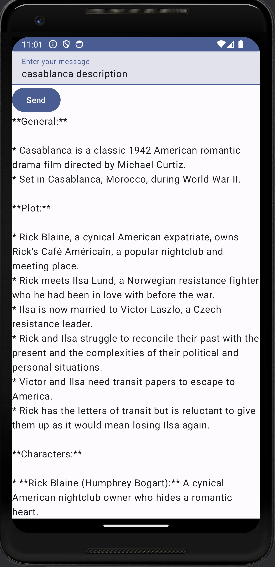 11:01
Enter your message
casablanca description
Send
**General:**
* Casablanca is a classic 1942 American romantic
drama film directed by Michael Curtiz.
* Set in Casablanca, Morocco, during World War II.
**Plot:**
* Rick Blaine, a cynical American expatriate, owns
Rick's Café Américain, a popular nightclub and
meeting place.
* Rick meets Ilsa Lund, a Norwegian resistance fighter
who he had been in love with before the war.
* Ilsa is now married to Victor Laszlo, a Czech
resistance leader.
* Rick and Ilsa struggle to reconcile their past with the
present and the complexities of their political and
personal situations.
* Victor and Ilsa need transit papers to escape to
America.
* Rick has the letters of transit but is reluctant to give
them up as it would mean losing Ilsa again.
**Characters:**
* **Rick Blaine (Humphrey Bogart):** A cynical
American nightclub owner who hides a romantic
heart.